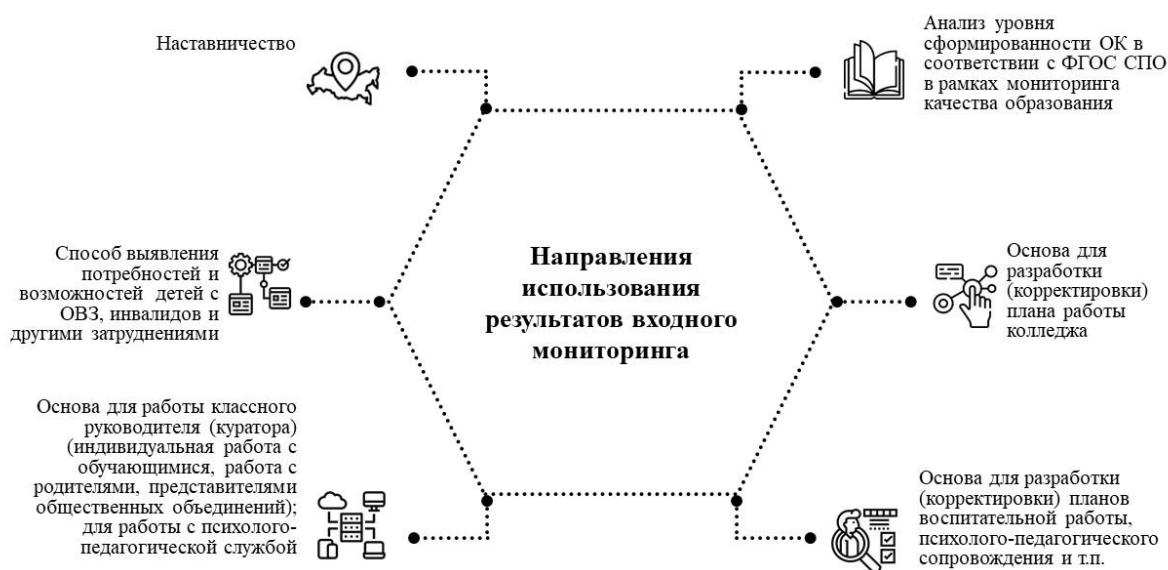 Наставничество
Анализ уровня
сформированности ОК в
соответствии с ФГОС СПО
в рамках мониторинга
качества образования
Способ выявления
потребностей и
возможностей детей с
ОВЗ, инвалидов и
другими затруднениями
Направления
использования
результатов входного
мониторинга
Основа для
разработки
(корректировки)
плана работы
колледжа
Основа для работы классного
руководителя (куратора)
(индивидуальная работа с
обучающимися, работа с
родителями, представителями
общественных объединений);
для работы с психолого-
педагогической службой
Основа для разработки
(корректировки) планов
воспитательной работы,
психолого-педагогического
сопровождения и т.п.